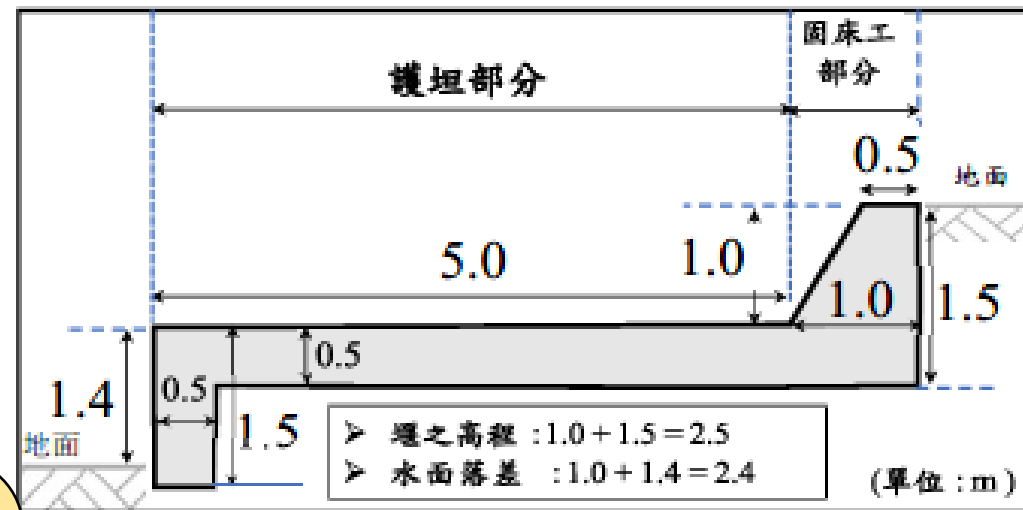 固床工
部分
護坦部分
0.5
地面
5.0
1.0
1.0
1.5
0.5
0.5
1.4
1.5
地面
➢ 堰之高程 :1.0+1.5=2.5
➢ 水面落差 :1.0+1.4=2.4
(單位:m)